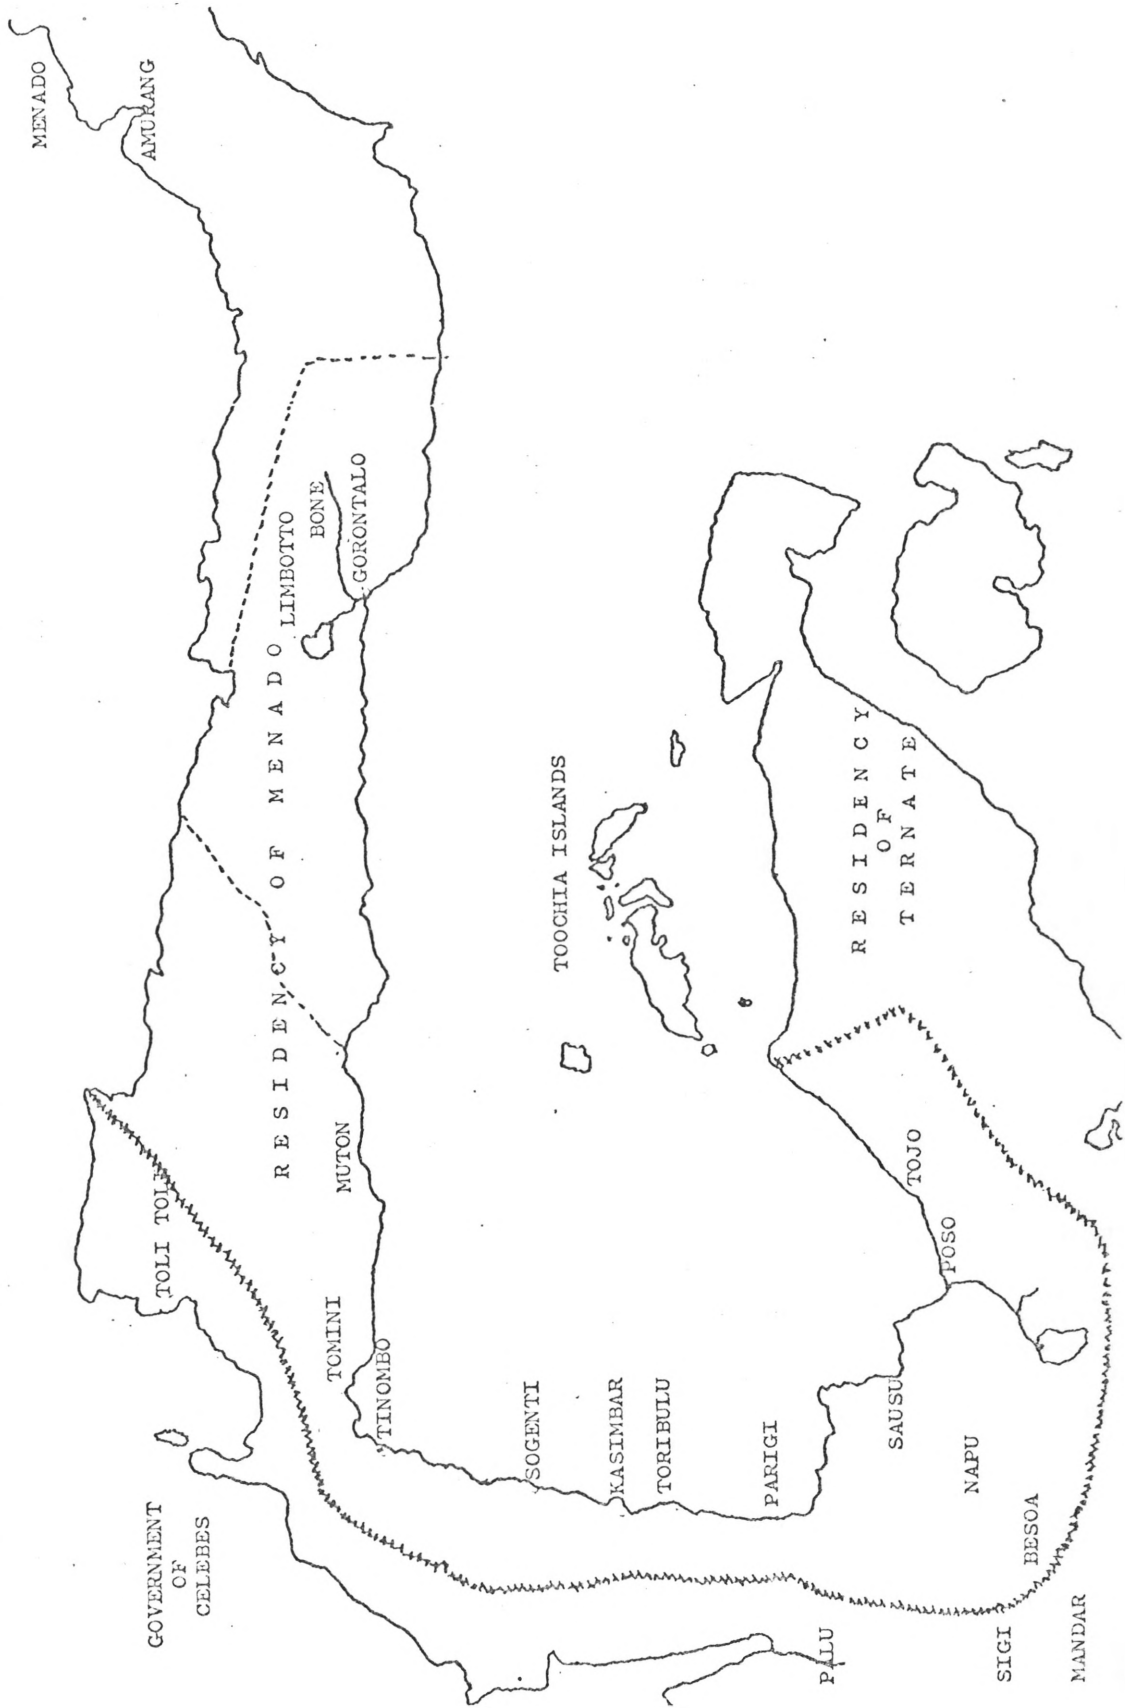 MENADO
AMURANG
RESIDENCY OF MENADO
LIMBOTTO
BONE
GORONTALO
TOLI TOLI
MUTON
TOMINI
TINOMBO
GOVERNMENT
OF
CELEBES
TOOCHIA ISLANDS
SOGENTI
KASIMBAR
TORIBULU
PARIGI
SAUSU
NAPU
BESOA
POSO
TOJO
RESIDENCY
OF
TERNATE
PALU
SIGI
MANDAR